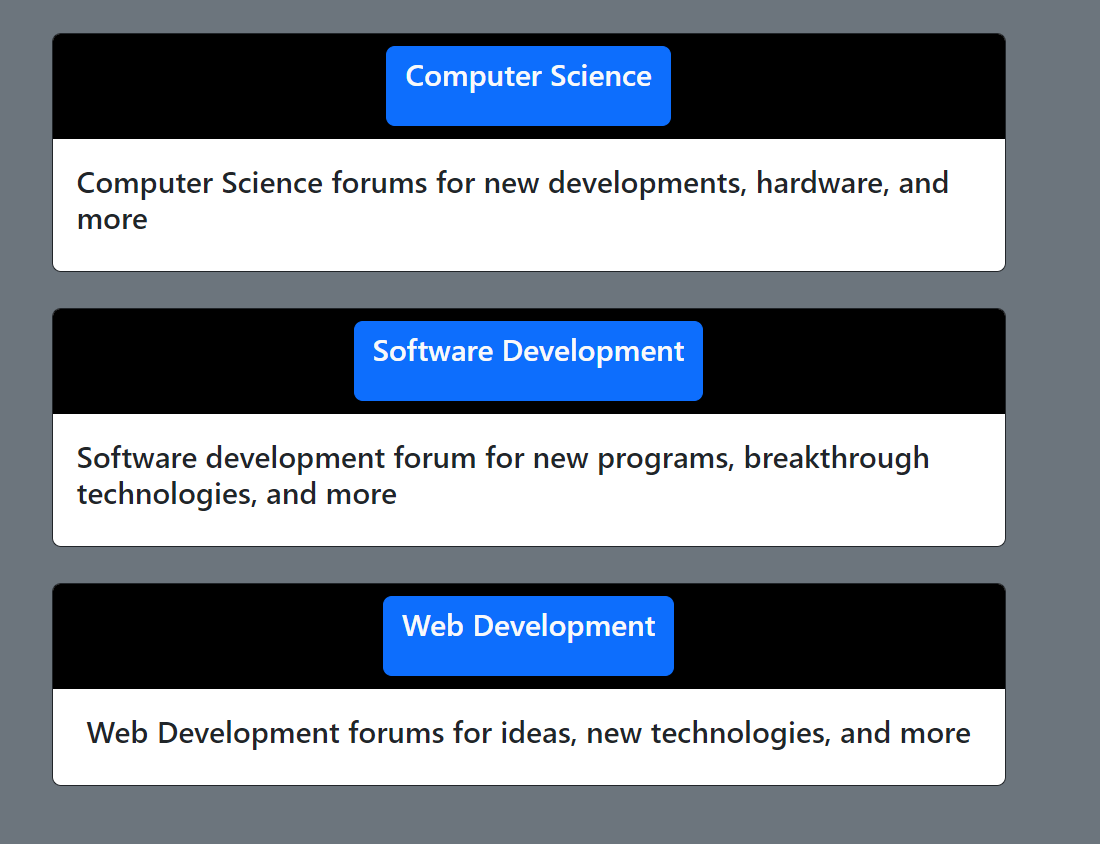 Computer Science
Computer Science forums for new developments, hardware, and
more
Software Development
Software development forum for new programs, breakthrough
technologies, and more
Web Development
Web Development forums for ideas, new technologies, and more